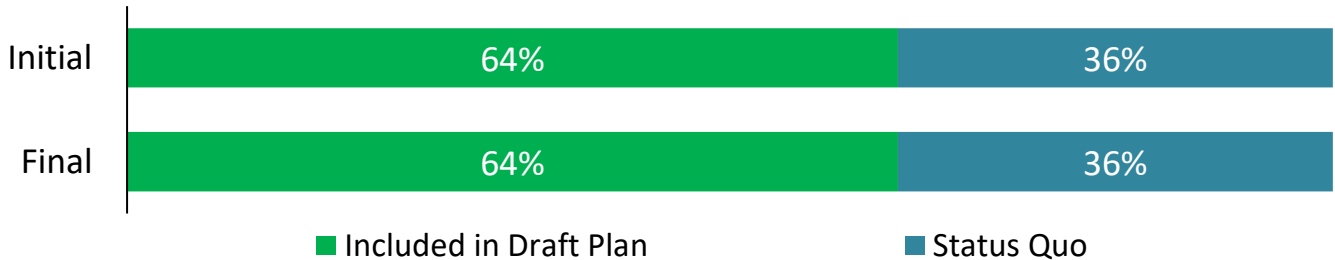 Initial 64% 36%
Final 64% 36%
Included in Draft Plan Status Quo